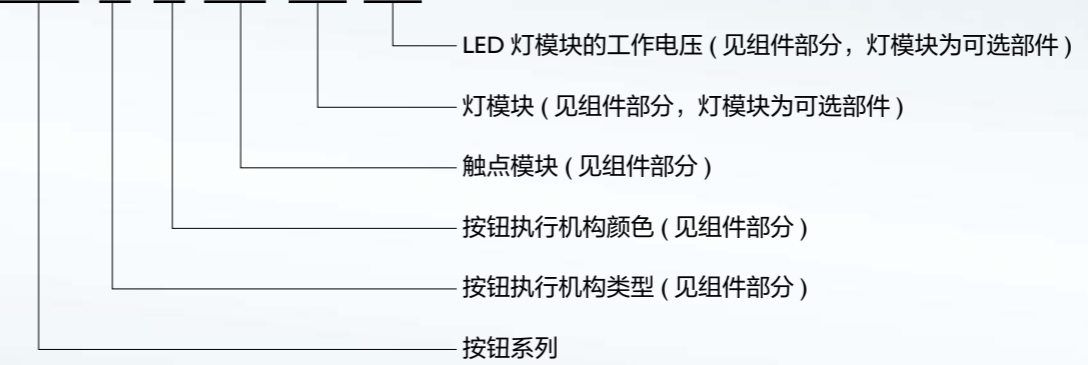 LED 灯模块的工作电压 ( 见组件部分，灯模块为可选部件 )
灯模块 ( 见组件部分，灯模块为可选部件 )
触点模块 ( 见组件部分 )
按钮执行机构颜色 ( 见组件部分 )
按钮执行机构类型 ( 见组件部分 )
按钮系列